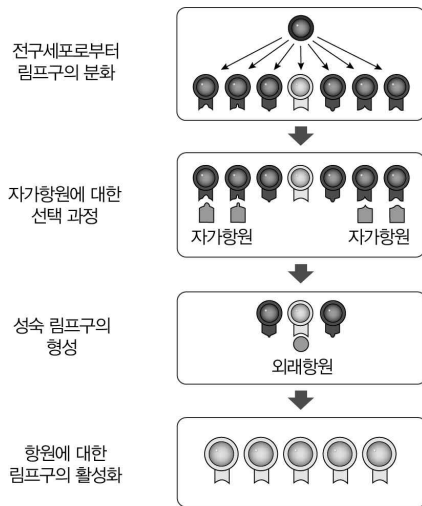 전구세포로부터
림프구의 분화
자가항원에 대한
선택 과정
자가항원
자가항원
성숙 림프구의
형성
외래항원
항원에 대한
림프구의 활성화